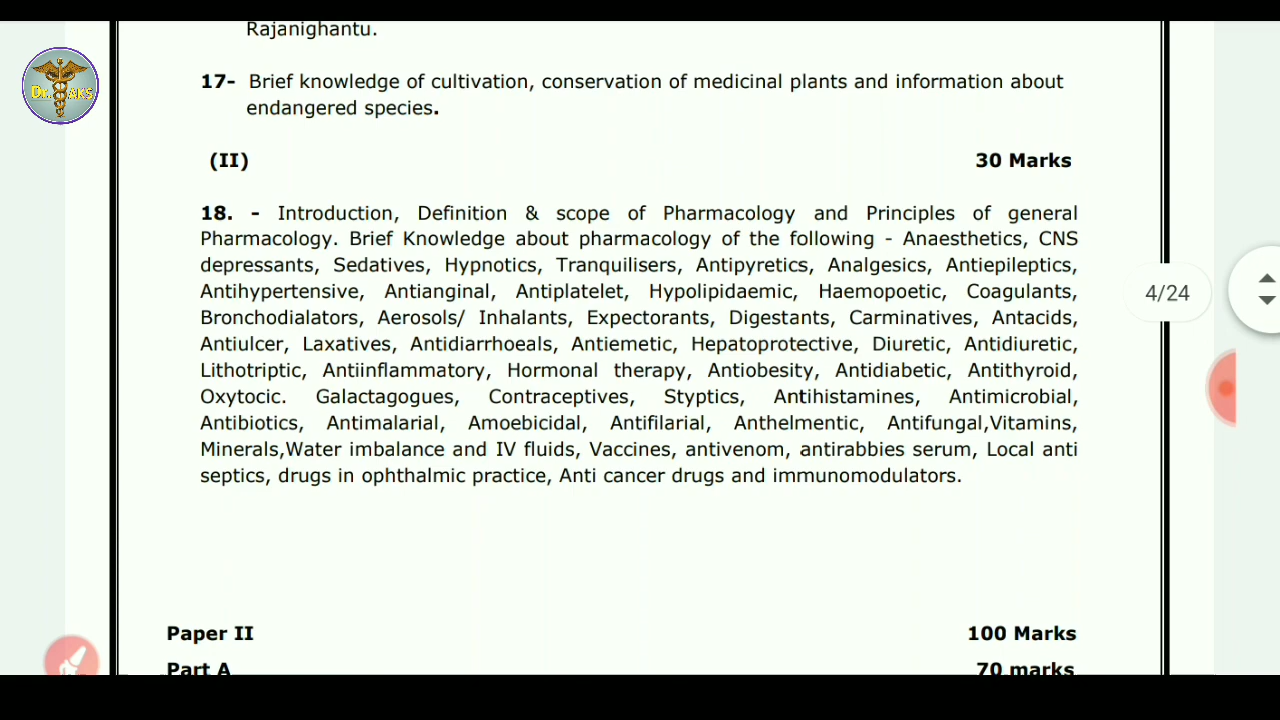 Rajanighantu.
17- Brief knowledge of cultivation, conservation of medicinal plants and information about
endangered species.
(II) 30 Marks
18. - Introduction, Definition & scope of Pharmacology and Principles of general
Pharmacology. Brief Knowledge about pharmacology of the following - Anaesthetics, CNS
depressants, Sedatives, Hypnotics, Tranquilisers, Antipyretics, Analgesics, Antiepileptics,
Antihypertensive, Antianginal, Antiplatelet, Hypolipidaemic, Haemopoetic, Coagulants,
Bronchodialators, Aerosols/ Inhalants, Expectorants, Digestants, Carminatives, Antacids,
Antiulcer, Laxatives, Antidiarrhoeals, Antiemetic, Hepatoprotective, Diuretic, Antidiuretic,
Lithotriptic, Antiinflammatory, Hormonal therapy, Antiobesity, Antidiabetic, Antithyroid,
Oxytocic. Galactagogues, Contraceptives, Styptics, Antihistamines, Antimicrobial,
Antibiotics, Antimalarial, Amoebicidal, Antifilarial, Anthelmentic, Antifungal,Vitamins,
Minerals,Water imbalance and IV fluids, Vaccines, antivenom, antirabbies serum, Local anti
septics, drugs in ophthalmic practice, Anti cancer drugs and immunomodulators.
Paper II 100 Marks
Part A 70 marks
4/24
Dr. AKS